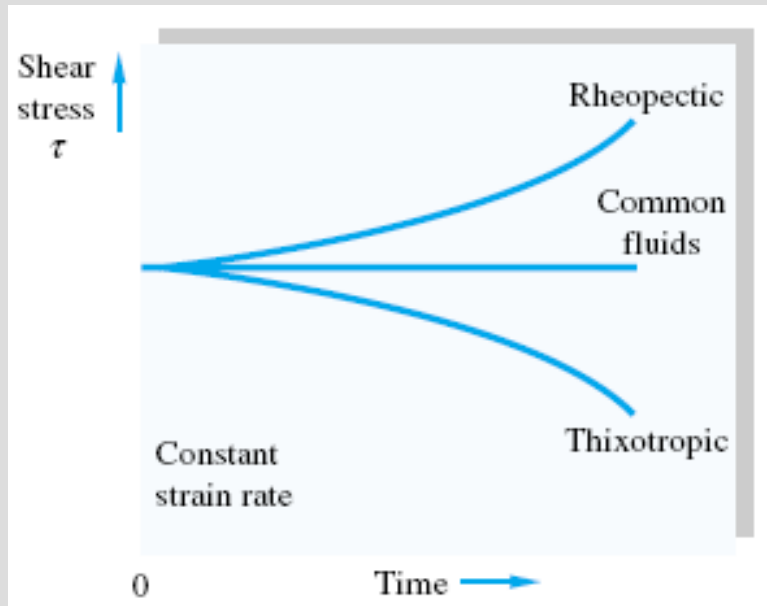 Shear
stress
τ
Rheopectic
Common
fluids
Thixotropic
Constant
strain rate
0
Time